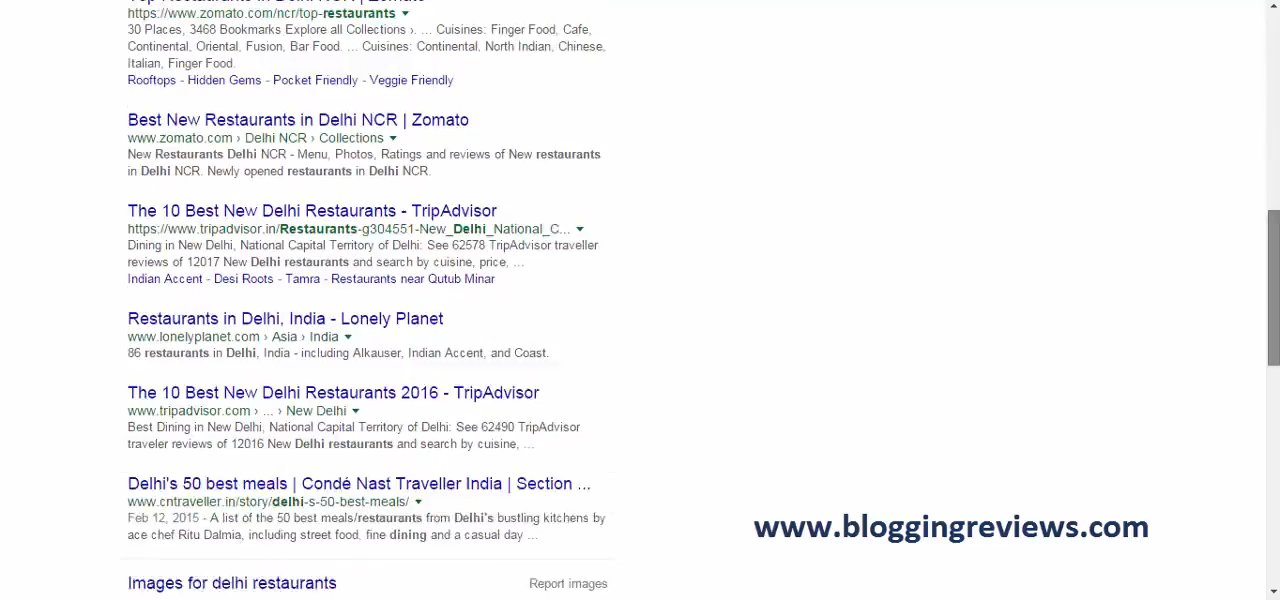 Top Restaurants in Delhi NCR | Zomato
https://www.zomato.com/ncr/top-restaurants
30 Places, 3468 Bookmarks Explore all Collections ›. ... Cuisines: Finger Food, Cafe,
Continental, Oriental, Fusion, Bar Food. ... Cuisines: Continental, North Indian, Chinese,
Italian, Finger Food.
Rooftops - Hidden Gems - Pocket Friendly - Veggie Friendly
Best New Restaurants in Delhi NCR | Zomato
www.zomato.com › Delhi NCR › Collections
New Restaurants Delhi NCR - Menu, Photos, Ratings and reviews of New restaurants
in Delhi NCR. Newly opened restaurants in Delhi NCR.
The 10 Best New Delhi Restaurants - TripAdvisor
https://www.tripadvisor.in/Restaurants-g304551-New_Delhi_National_C...
Dining in New Delhi, National Capital Territory of Delhi: See 62578 TripAdvisor traveller
reviews of 12017 New Delhi restaurants and search by cuisine, price, ...
Indian Accent - Desi Roots - Tamra - Restaurants near Qutub Minar
Restaurants in Delhi, India - Lonely Planet
www.lonelyplanet.com › Asia › India
86 restaurants in Delhi, India - including Alkauser, Indian Accent, and Coast.
The 10 Best New Delhi Restaurants 2016 - TripAdvisor
www.tripadvisor.com › ... › New Delhi
Best Dining in New Delhi, National Capital Territory of Delhi: See 62490 TripAdvisor
traveler reviews of 12016 New Delhi restaurants and search by cuisine, ...
Delhi's 50 best meals | Condé Nast Traveller India | Section ...
www.cntraveller.in/story/delhi-s-50-best-meals/
Feb 12, 2015 - A list of the 50 best meals/restaurants from Delhi's bustling kitchens by
ace chef Ritu Dalmia, including street food. fine dining and a casual day ...
www.bloggingreviews.com
Images for delhi restaurants
Report images